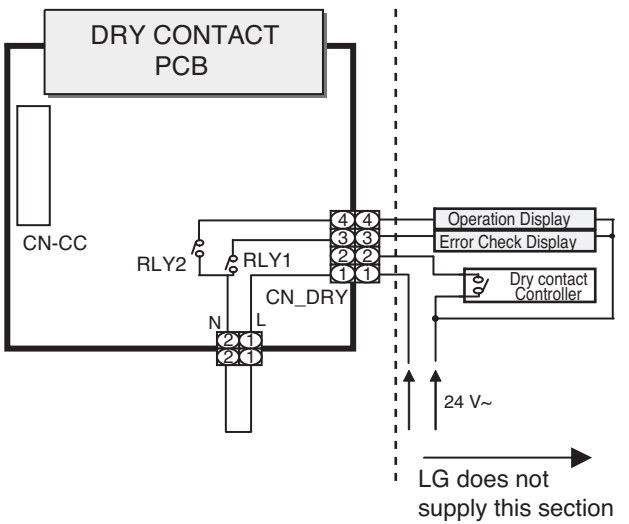 DRY CONTACT
PCB
CN-CC
RLY2
RLY1
4 4
3 3
2 2
1 1
CN_DRY
N L
2 1
2 1
Operation Display
Error Check Display
Dry contact
Controller
24 V~
LG does not
supply this section